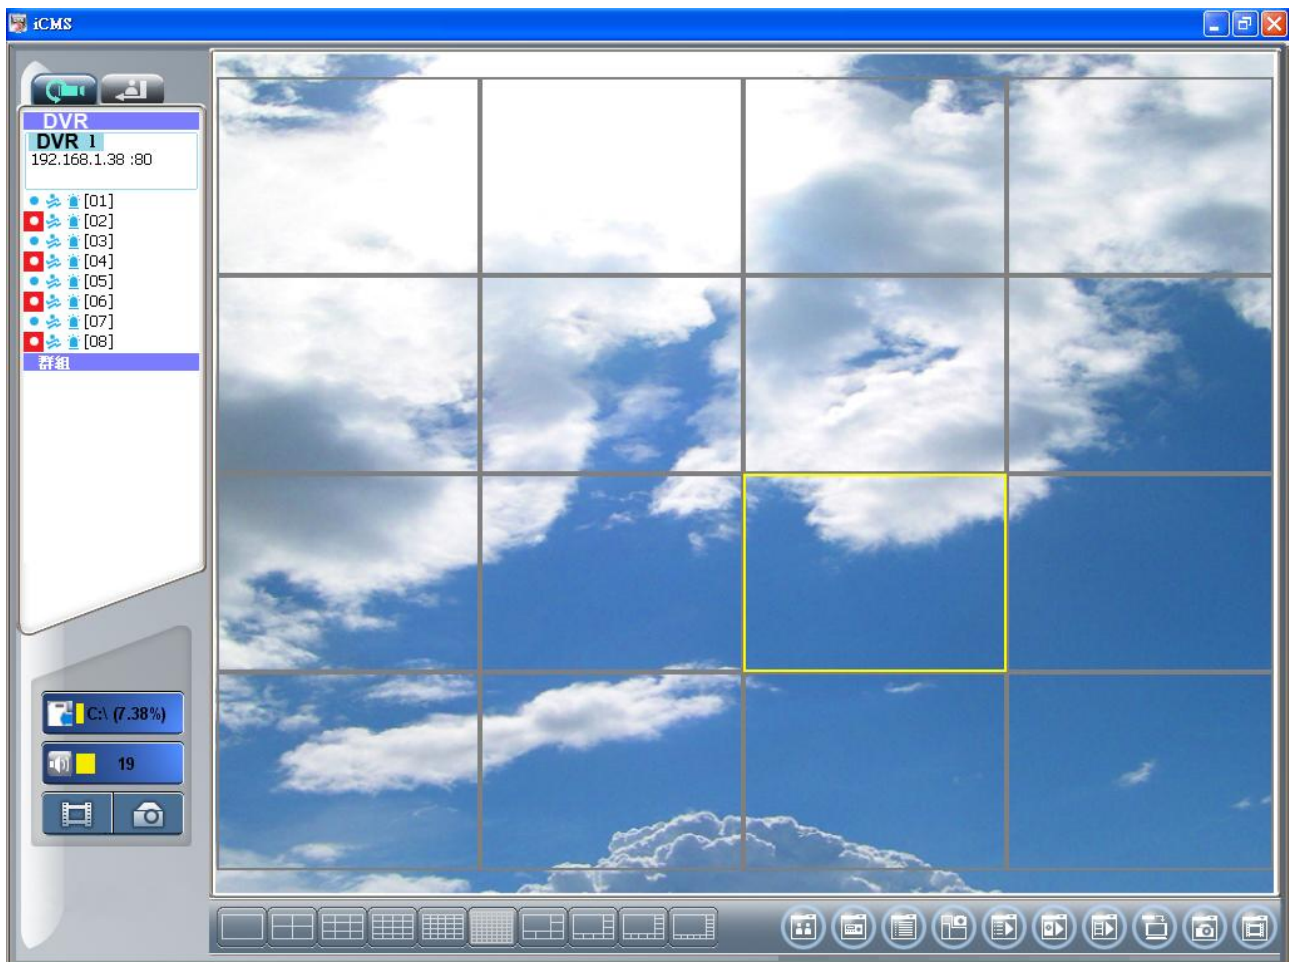 iCMS
DVR
DVR 1
192.168.1.38 :80
[01]
[02]
[03]
[04]
[05]
[06]
[07]
[08]
群組
C:\ (7.38%)
19